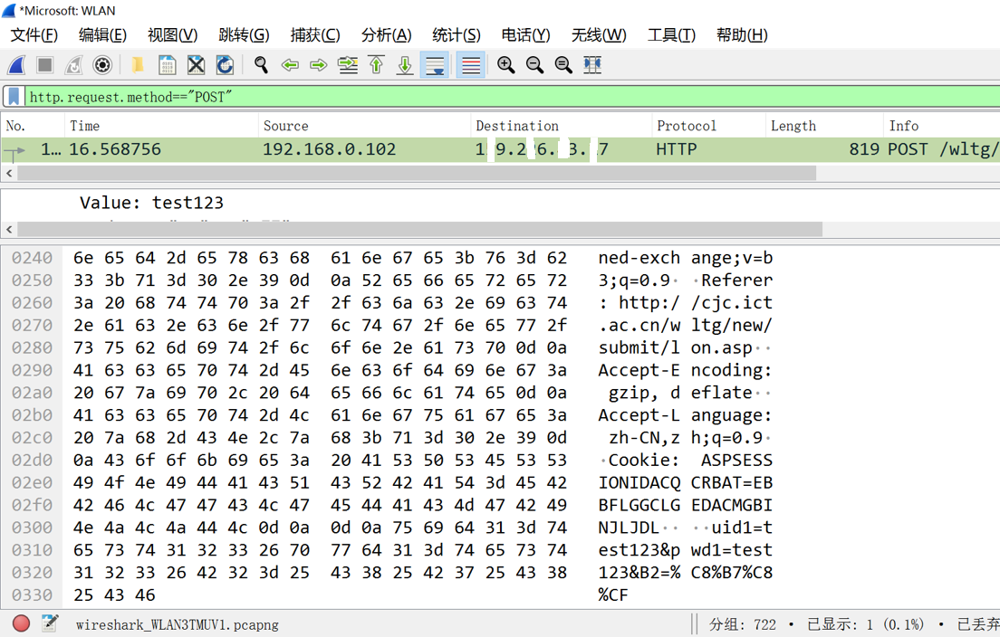 *Microsoft: WLAN
文件(F) 编辑(E) 视图(V) 跳转(G) 捕获(C) 分析(A) 统计(S) 电话(Y) 无线(W) 工具(T) 帮助(H)
http.request.method=="POST"
No. Time Source Destination Protocol Length Info
1… 16.568756 192.168.0.102 HTTP 819 POST /wltg/
Value: test123
0240 6e 65 64 2d 65 78 63 68 61 6e 67 65 3b 76 3d 62 ned-exch ange;v=b
0250 33 3b 71 3d 30 2e 39 0d 0a 52 65 66 65 72 65 72 3;q=0.9· ·Referer
0260 3a 20 68 74 74 70 3a 2f 2f 63 6a 63 2e 69 63 74 : http:/ /cjc.ict
0270 2e 61 63 2e 63 6e 2f 77 6c 74 67 2f 6e 65 77 2f .ac.cn/w ltg/new/
0280 73 75 62 6d 69 74 2f 6c 6f 6e 2e 61 73 70 0d 0a submit/l on.asp··
0290 41 63 63 65 70 74 2d 45 6e 63 6f 64 69 6e 67 3a Accept-E ncoding:
02a0 20 67 7a 69 70 2c 20 64 65 66 6c 61 74 65 0d 0a gzip, d eflate··
02b0 41 63 63 65 70 74 2d 4c 61 6e 67 75 61 67 65 3a Accept-L anguage:
02c0 20 7a 68 2d 43 4e 2c 7a 68 3b 71 3d 30 2e 39 0d zh-CN,z h;q=0.9·
02d0 0a 43 6f 6f 6b 69 65 3a 20 41 53 50 53 45 53 53 ·Cookie: ASPSESS
02e0 49 4f 4e 49 44 41 43 51 43 52 42 41 54 3d 45 42 IONIDACQ CRBAT=EB
02f0 42 46 4c 47 47 43 4c 47 45 44 41 43 4d 47 42 49 BFLGGCLG EDACMGBI
0300 4e 4a 4c 4a 44 4c 0d 0a 0d 0a 75 69 64 31 3d 74 NJLJDL·· ··uid1=t
0310 65 73 74 31 32 33 26 70 77 64 31 3d 74 65 73 74 est123&p wd1=test
0320 31 32 33 26 42 32 3d 25 43 38 25 42 37 25 43 38 123&B2=% C8%B7%C8
0330 25 43 46 %CF
wireshark_WLAN3TMUV1.pcapng 分组: 722 · 已显示: 1 (0.1%) · 已丢弃